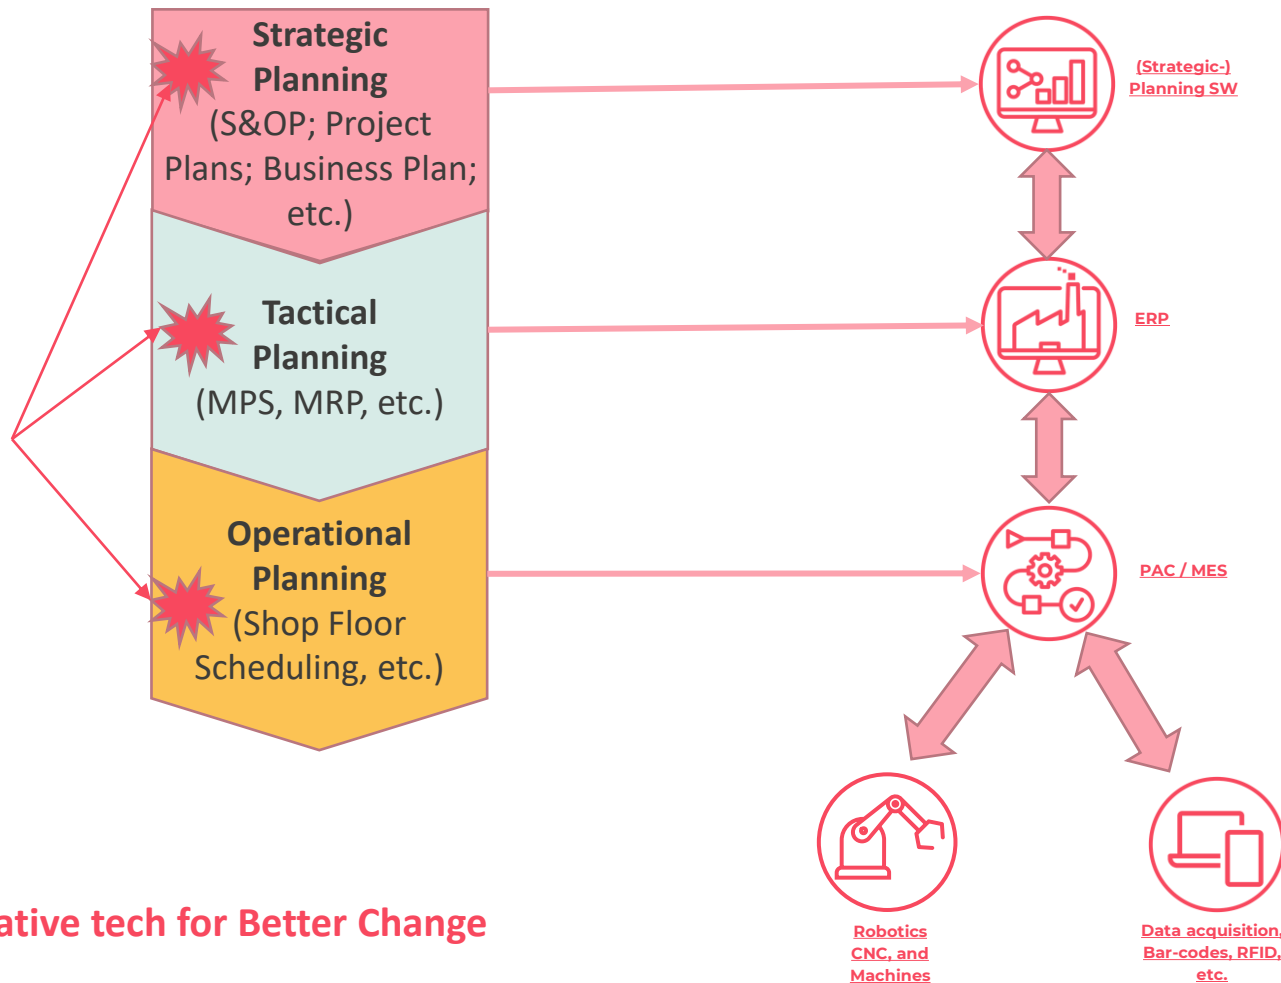 Strategic
Planning
(S&OP; Project
Plans; Business Plan;
etc.)
(Strategic-)
Planning SW
Tactical
Planning
(MPS, MRP, etc.)
ERP
Operational
Planning
(Shop Floor
Scheduling, etc.)
PAC / MES
ative tech for Better Change
Robotics
CNC, and
Machines
Data acquisition,
Bar-codes, RFID,
etc.